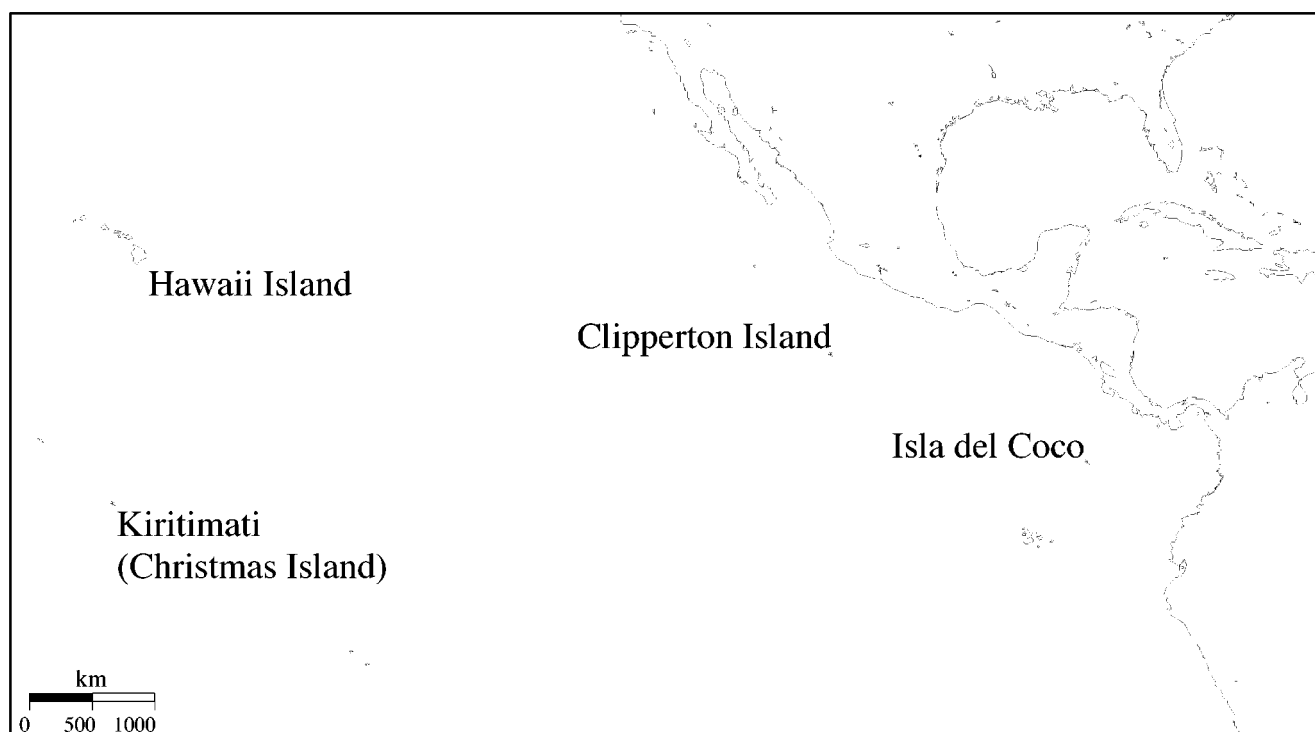 Hawaii Island
Clipperton Island
Isla del Coco
Kiritimati
(Christmas Island)
km
0 500 1000